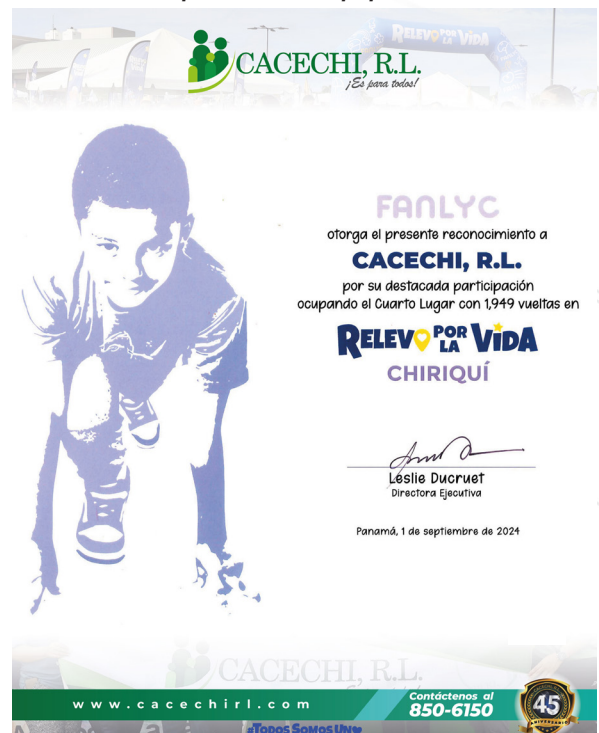 RELEVO POR LA VIDA
CACECHI, R.L.
¡Es para todos!
FANLYC
otorga el presente reconocimiento a
CACECHI, R.L.
por su destacada participación
ocupando el Cuarto Lugar con 1,949 vueltas en
RELEVO POR LA VIDA
CHIRIQUÍ
Leslie Ducruet
Directora Ejecutiva
Panamá, 1 de septiembre de 2024
CACECHI, R.L.
www.cacechirl.com
Contáctenos al
850-6150
45
ANIVERSARIO
#TODOS SOMOS UN